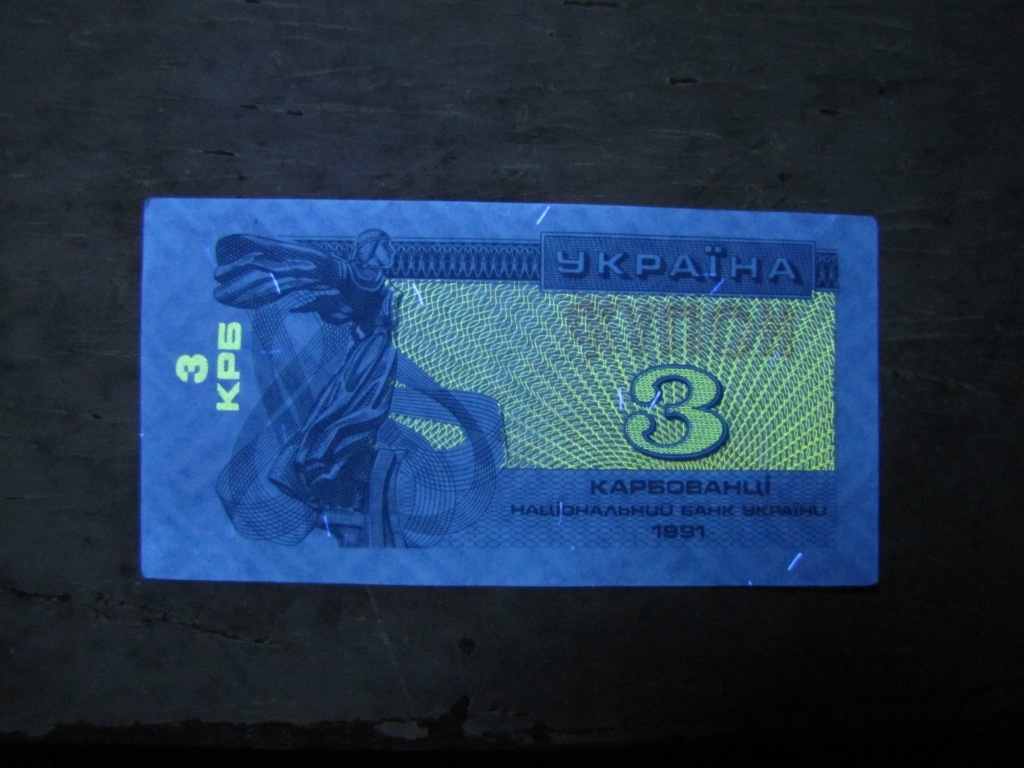 УКРАЇНА
КУПОН
3
КАРБОВАНЦІ
НАЦІОНАЛЬНИЙ БАНК УКРАЇНИ
1991
3
КРБ